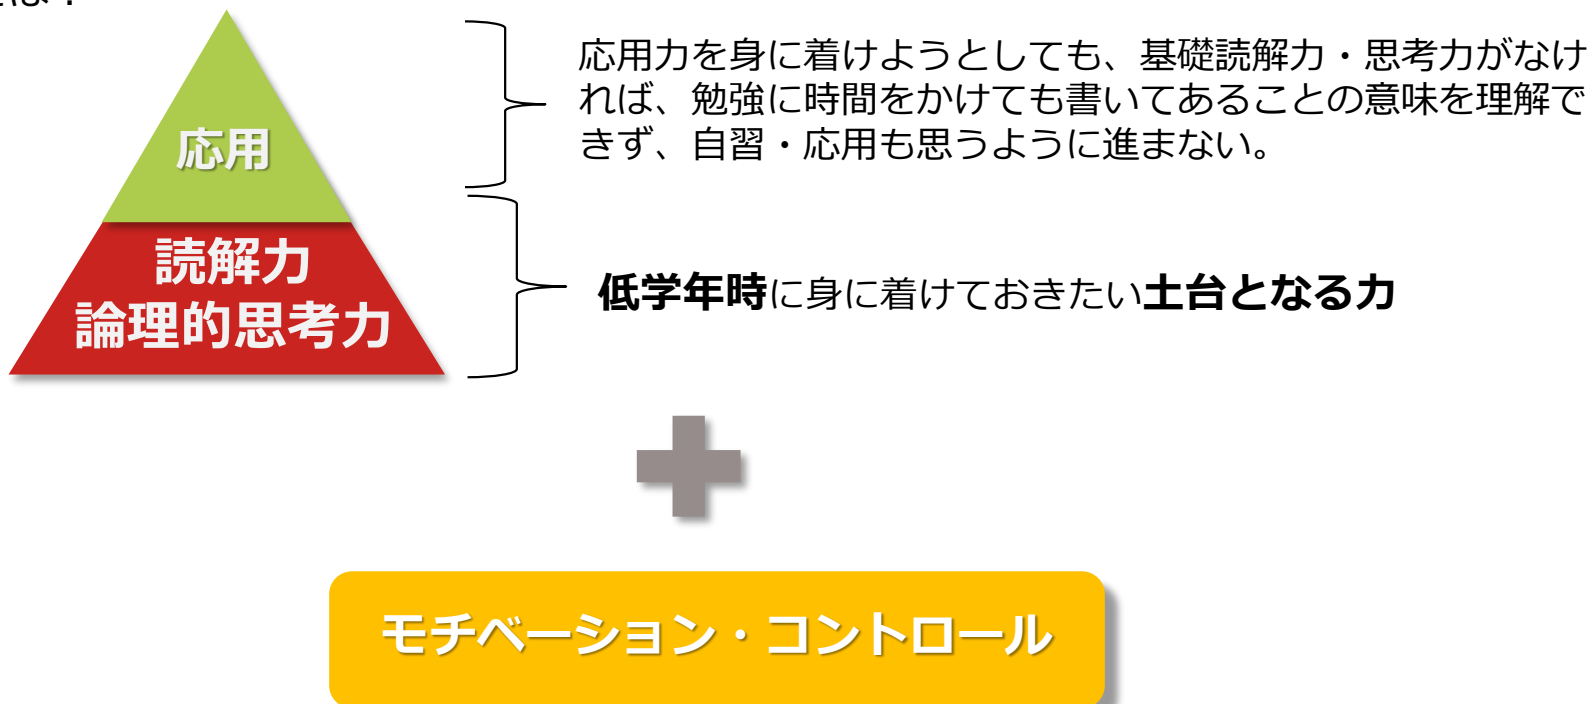 応用力を身に着けようとしても、基礎読解力・思考力がなけ
れば、勉強に時間をかけても書いてあることの意味を理解で
きず、自習・応用も思うように進まない。
応用
読解力
論理的思考力
低学年時に身に着けておきたい土台となる力
モチベーション・コントロール